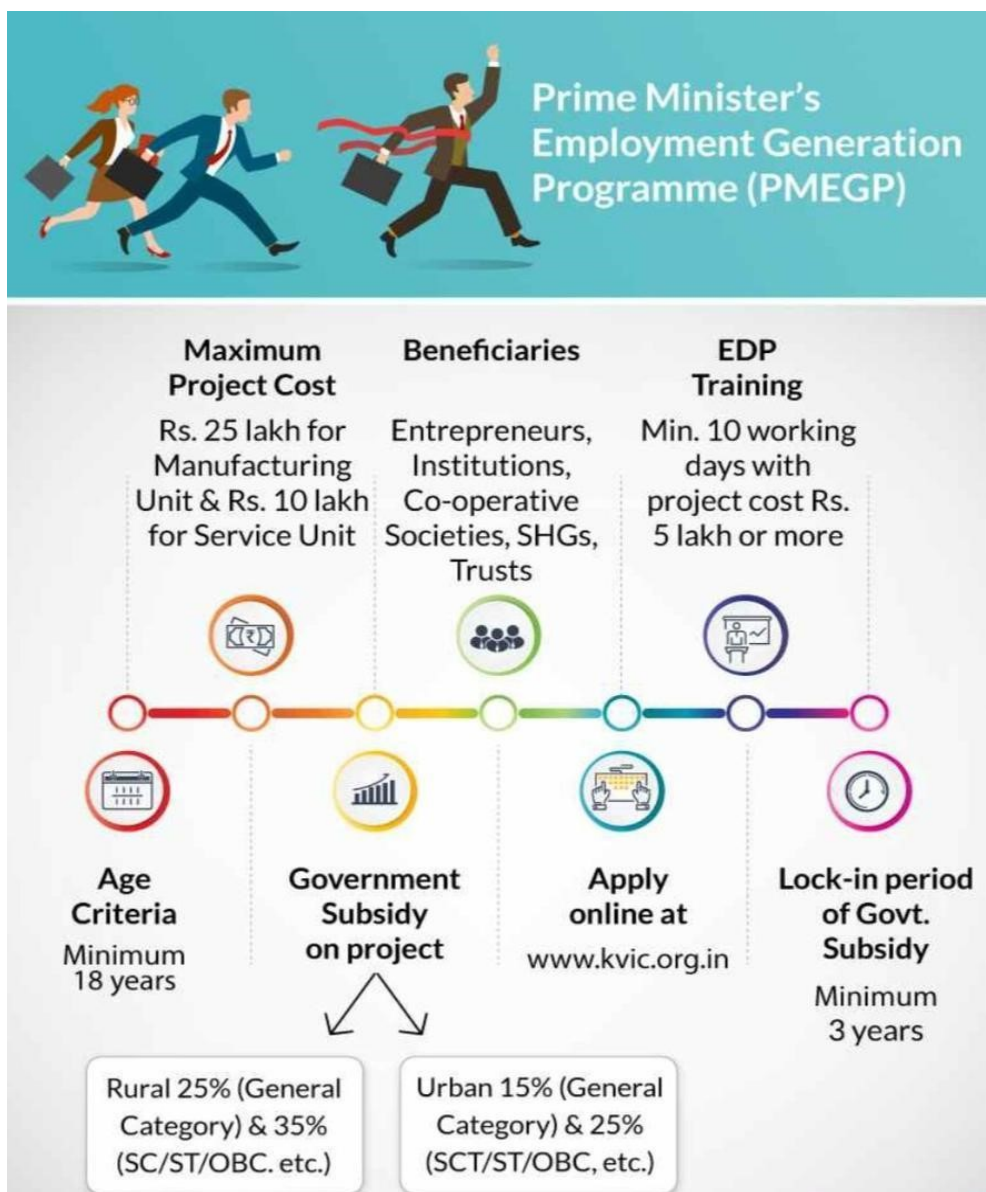 Prime Minister's
Employment Generation
Programme (PMEGP)
Maximum
Project Cost
Rs. 25 lakh for
Manufacturing
Unit & Rs. 10 lakh
for Service Unit
Beneficiaries
Entrepreneurs,
Institutions,
Co-operative
Societies, SHGs,
Trusts
EDP
Training
Min. 10 working
days with
project cost Rs.
5 lakh or more
Age
Criteria
Minimum
18 years
Government
Subsidy
on project
Rural 25% (General
Category) & 35%
(SC/ST/OBC. etc.)
Urban 15% (General
Category) & 25%
(SCT/ST/OBC, etc.)
Apply
online at
www.kvic.org.in
Lock-in period
of Govt.
Subsidy
Minimum
3 years